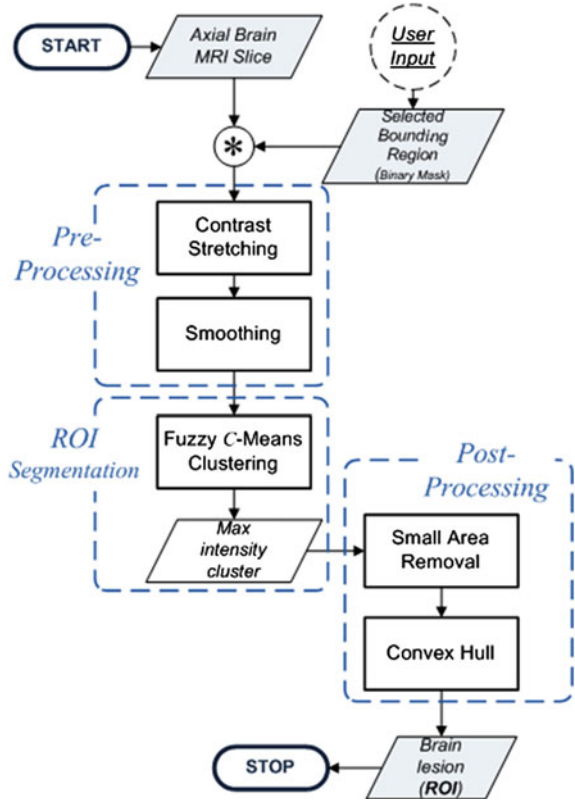 START
Axial Brain
MRI Slice
User
Input
Selected
Bounding
Region
(Binary Mask)
*
Pre-
Processing
Contrast
Stretching
Smoothing
ROI
Segmentation
Fuzzy C-Means
Clustering
Max
intensity
cluster
Post-
Processing
Small Area
Removal
Convex Hull
Brain
lesion
(ROI)
STOP